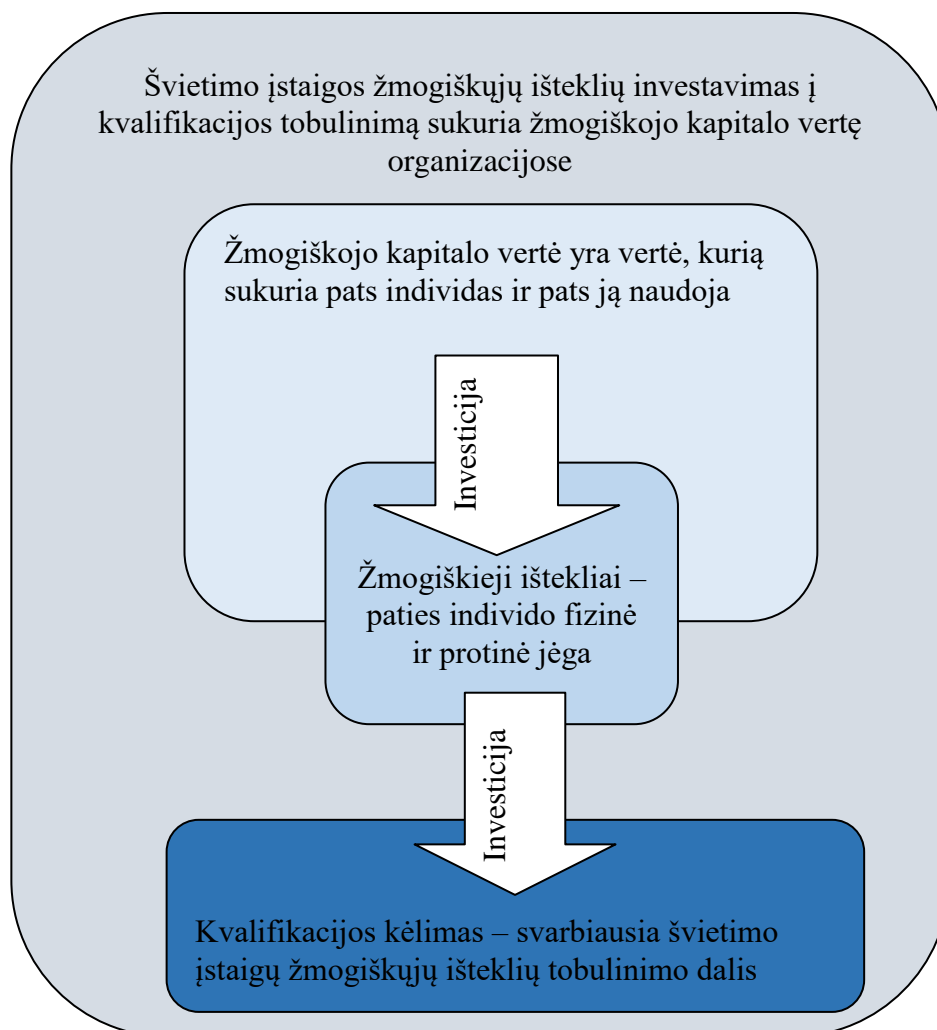 Švietimo įstaigos žmogiškųjų išteklių investavimas į
kvalifikacijos tobulinimą sukuria žmogiškojo kapitalo vertę
organizacijose
Žmogiškojo kapitalo vertė yra vertė, kurią
sukuria pats individas ir pats ją naudoja
Investicija
Žmogiškieji ištekliai –
paties individo fizinė
ir protinė jėga
Investicija
Kvalifikacijos kėlimas – svarbiausia švietimo
įstaigų žmogiškųjų išteklių tobulinimo dalis